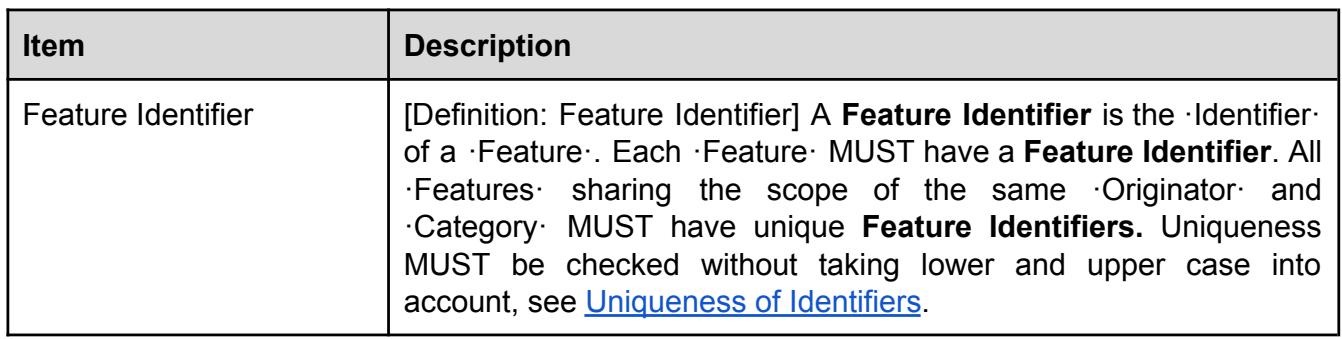 Item
Description
Feature Identifier
[Definition: Feature Identifier] A Feature Identifier is the ·Identifier·
of a ·Feature·. Each ·Feature· MUST have a Feature Identifier. All
·Features· sharing the scope of the same ·Originator· and
·Category· MUST have unique Feature Identifiers. Uniqueness
MUST be checked without taking lower and upper case into
account, see Uniqueness of Identifiers.